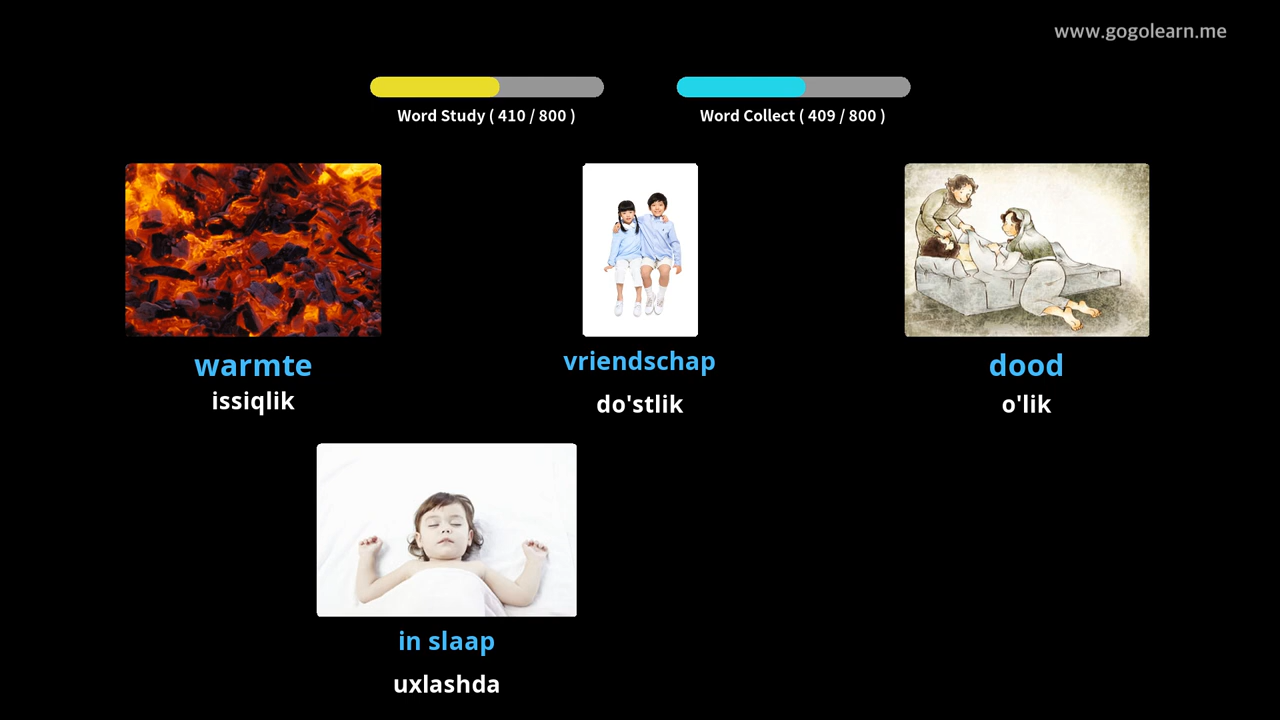 www.gogolearn.me
Word Study ( 410 / 800 )
Word Collect ( 409 / 800 )
warmte
issiqlik
vriendschap
do'stlik
dood
o'lik
in slaap
uxlashda